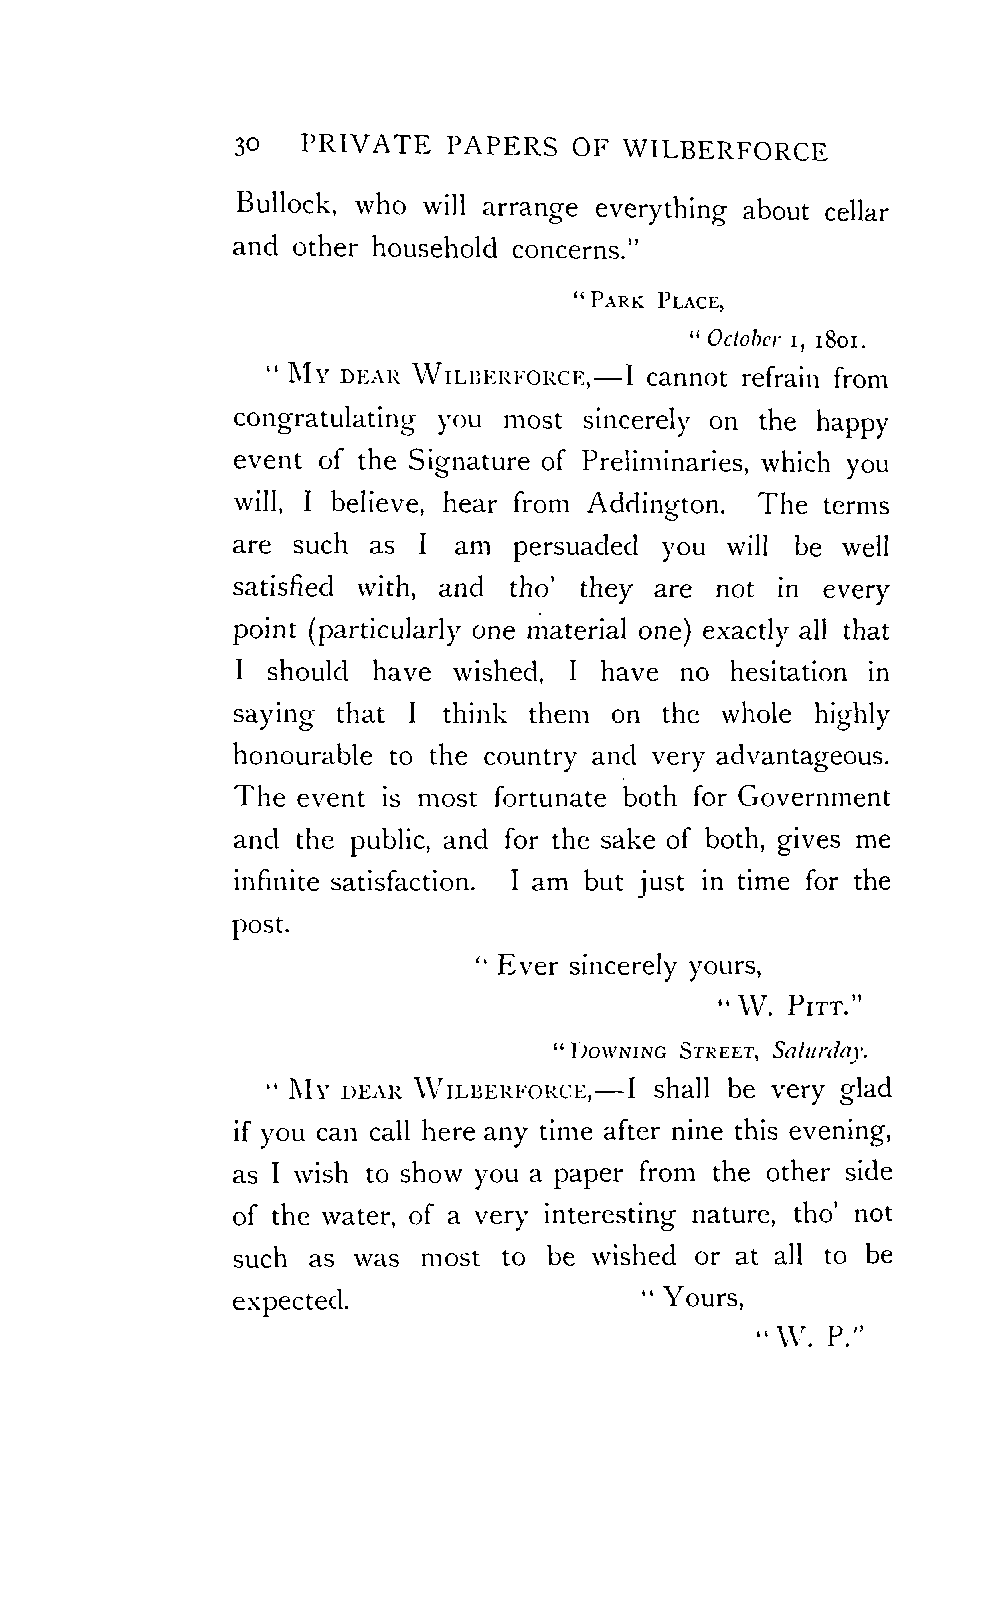 30 PRIVATE PAPERS OF WILBERFORCE
Bullock, who will arrange everything about cellar
and other household concerns."
"PARK PLACE,
"October 1, 1801.
"MY DEAR WILBERFORCE,—I cannot refrain from
congratulating you most sincerely on the happy
event of the Signature of Preliminaries, which you
will, I believe, hear from Addington. The terms
are such as I am persuaded you will be well
satisfied with, and tho' they are not in every
point (particularly one material one) exactly all that
I should have wished, I have no hesitation in
saying that I think them on the whole highly
honourable to the country and very advantageous.
The event is most fortunate both for Government
and the public, and for the sake of both, gives me
infinite satisfaction. I am but just in time for the
post.
"Ever sincerely yours,
"W. PITT."
"DOWNING STREET, Saturday.
"MY DEAR WILBERFORCE,—I shall be very glad
if you can call here any time after nine this evening,
as I wish to show you a paper from the other side
of the water, of a very interesting nature, tho' not
such as was most to be wished or at all to be
expected. "Yours,
"W. P."